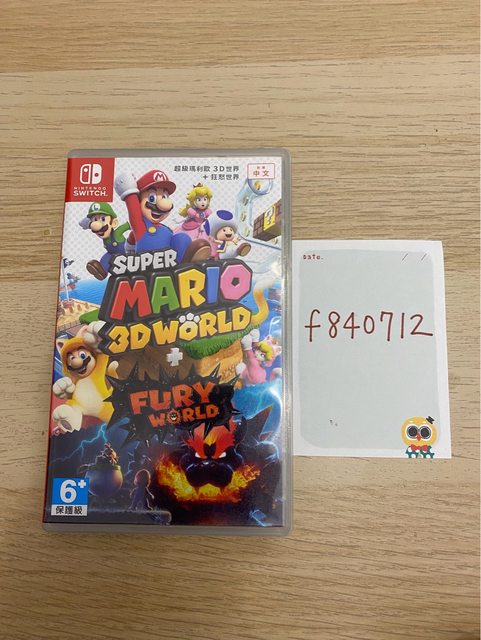 NINTENDO
SWITCH
超級瑪利歐 3D世界
+ 狂怒世界
中文
SUPER
MARIO
3D WORLD
+
FURY
WORLD
6+
保護級
Date.
/ /
f840712